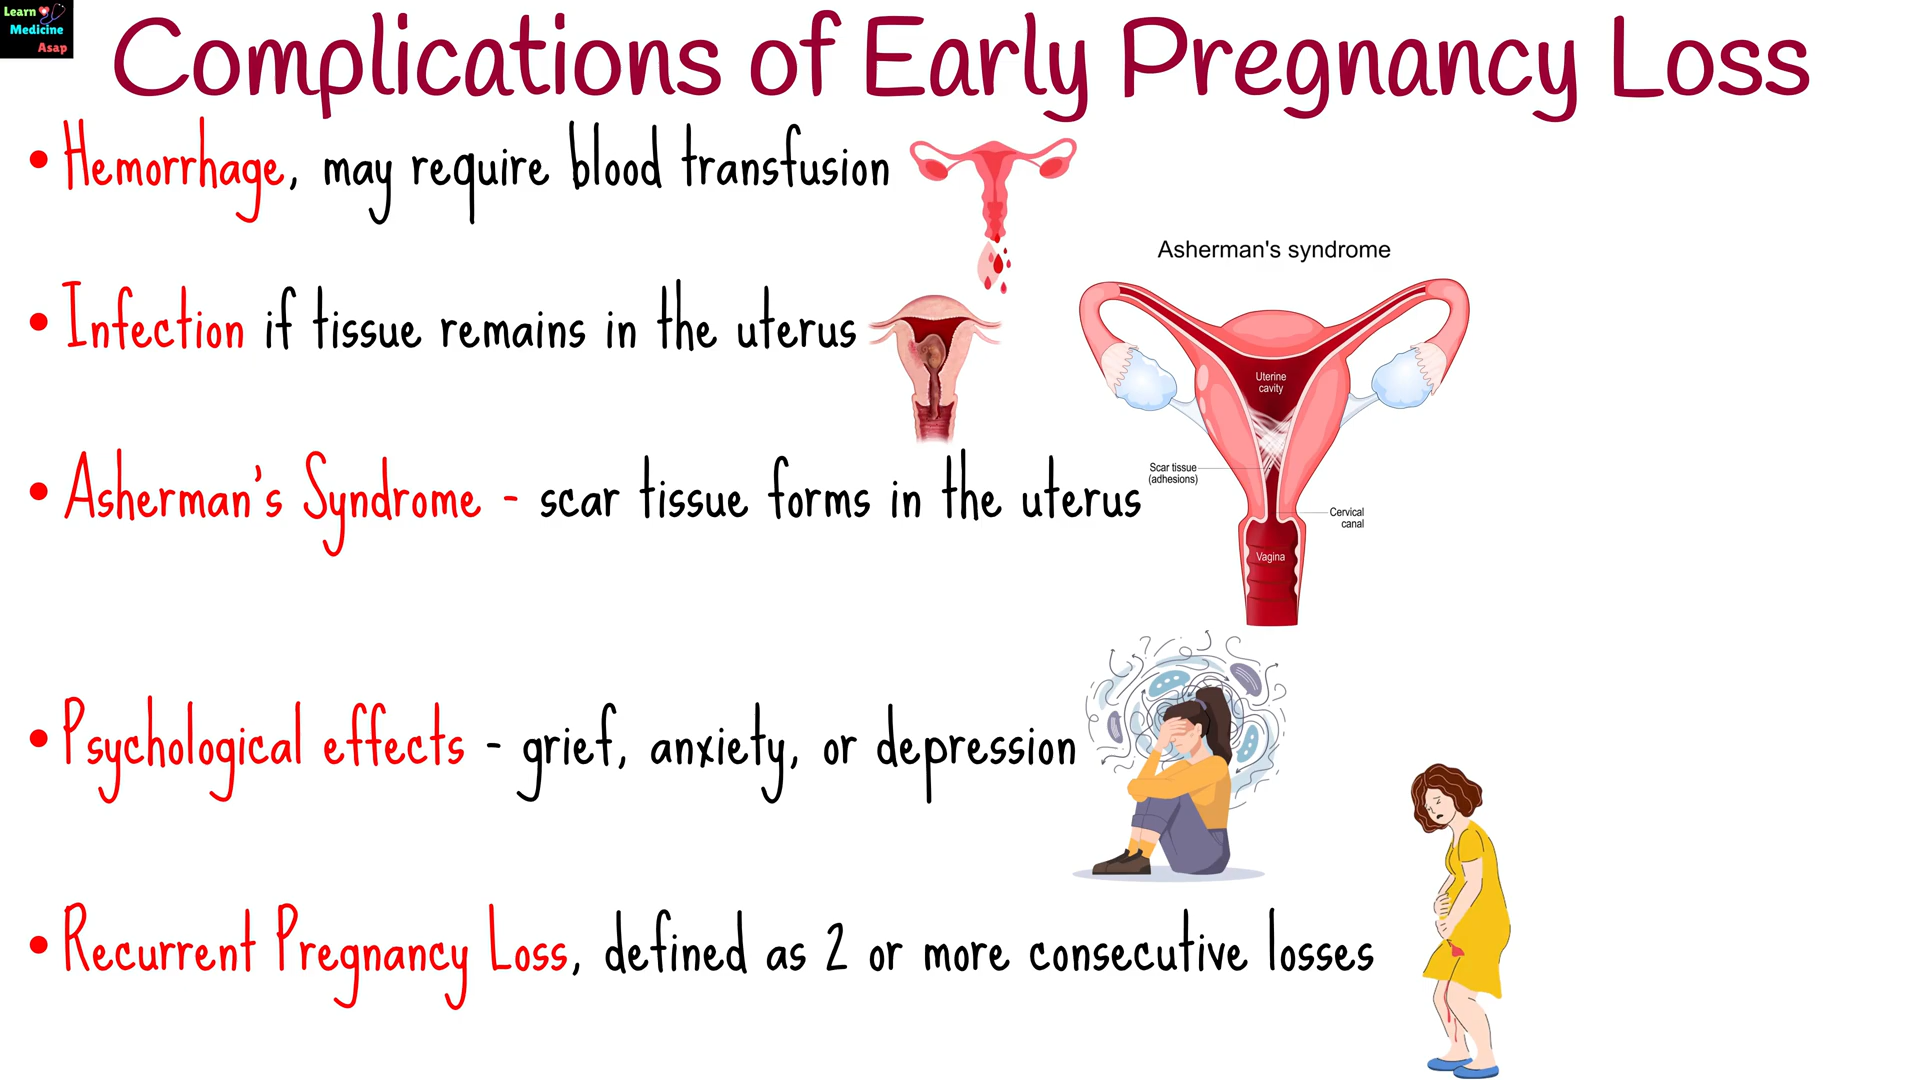 Learn
Medicine
Asap
Complications of Early Pregnancy Loss
• Hemorrhage, may require blood transfusion
• Infection if tissue remains in the uterus
Asherman's syndrome
Uterine
cavity
Scar tissue
(adhesions)
Cervical
canal
Vagina
• Asherman's Syndrome - scar tissue forms in the uterus
• Psychological effects - grief, anxiety, or depression
• Recurrent Pregnancy Loss, defined as 2 or more consecutive losses